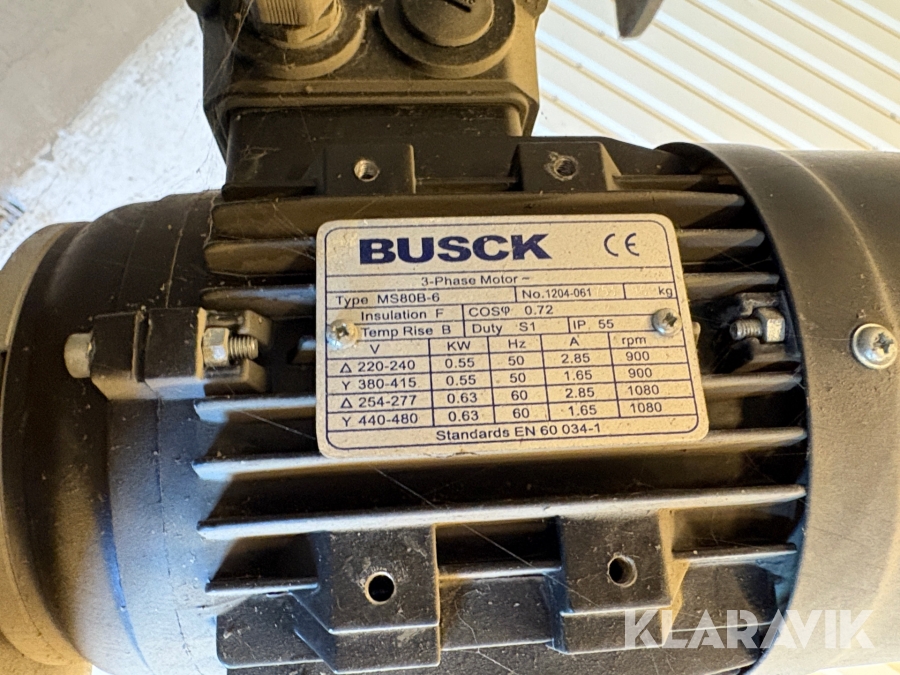 BUSCK CE
3-Phase Motor ~
Type MS80B-6 No.1204-061 kg
Insulation F COSφ 0.72
Temp Rise B Duty S1 IP 55
V KW Hz A rpm
Δ 220-240 0.55 50 2.85 900
Y 380-415 0.55 50 1.65 900
Δ 254-277 0.63 60 2.85 1080
Y 440-480 0.63 60 1.65 1080
Standards EN 60 034-1
KLARAVIK